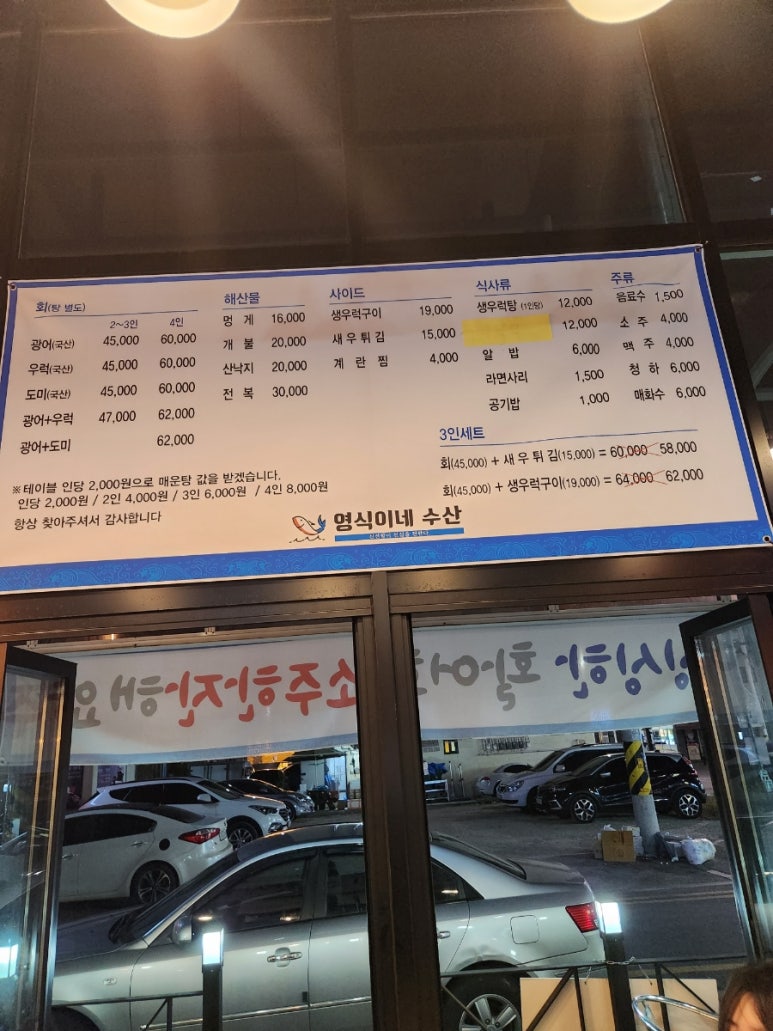 회(탕 별도)
2~3인 4인
광어(국산) 45,000 60,000
우럭(국산) 45,000 60,000
도미(국산) 45,000 60,000
광어+우럭 47,000 62,000
광어+도미 62,000
해산물
멍 게 16,000
개 불 20,000
산낙지 20,000
전 복 30,000
사이드
생우럭구이 19,000
새우튀김 15,000
계 란 찜 4,000
식사류
생우럭탕 (1인당) 12,000
12,000
알 밥 6,000
라면사리 1,500
공기밥 1,000
주류
음료수 1,500
소 주 4,000
맥 주 4,000
청 하 6,000
매화수 6,000
3인세트
회(45,000) + 새우튀김(15,000) = 60,000 58,000
회(45,000) + 생우럭구이(19,000) = 64,000 62,000
※테이블 인당 2,000원으로 매운탕 값을 받겠습니다.
인당 2,000원 / 2인 4,000원 / 3인 6,000원 / 4인 8,000원
항상 찾아주셔서 감사합니다
영식이네 수산
싱싱한 활어
소주한잔해요